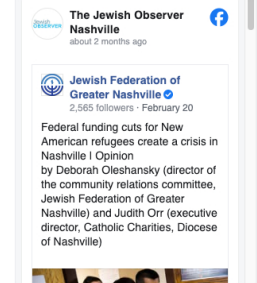 The Jewish Observer
Nashville
about 2 months ago
Jewish
OBSERVER
Jewish Federation of
Greater Nashville
2,565 followers · February 20
Federal funding cuts for New
American refugees create a crisis in
Nashville | Opinion
by Deborah Oleshansky (director of
the community relations committee,
Jewish Federation of Greater
Nashville) and Judith Orr (executive
director, Catholic Charities, Diocese
of Nashville)